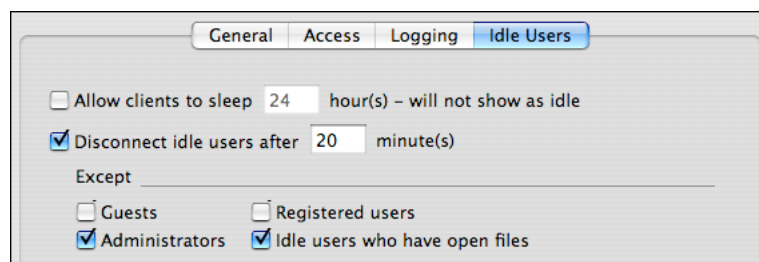 General Access Logging Idle Users
Allow clients to sleep 24 hour(s) – will not show as idle
Disconnect idle users after 20 minute(s)
Except
Guests Registered users
Administrators Idle users who have open files